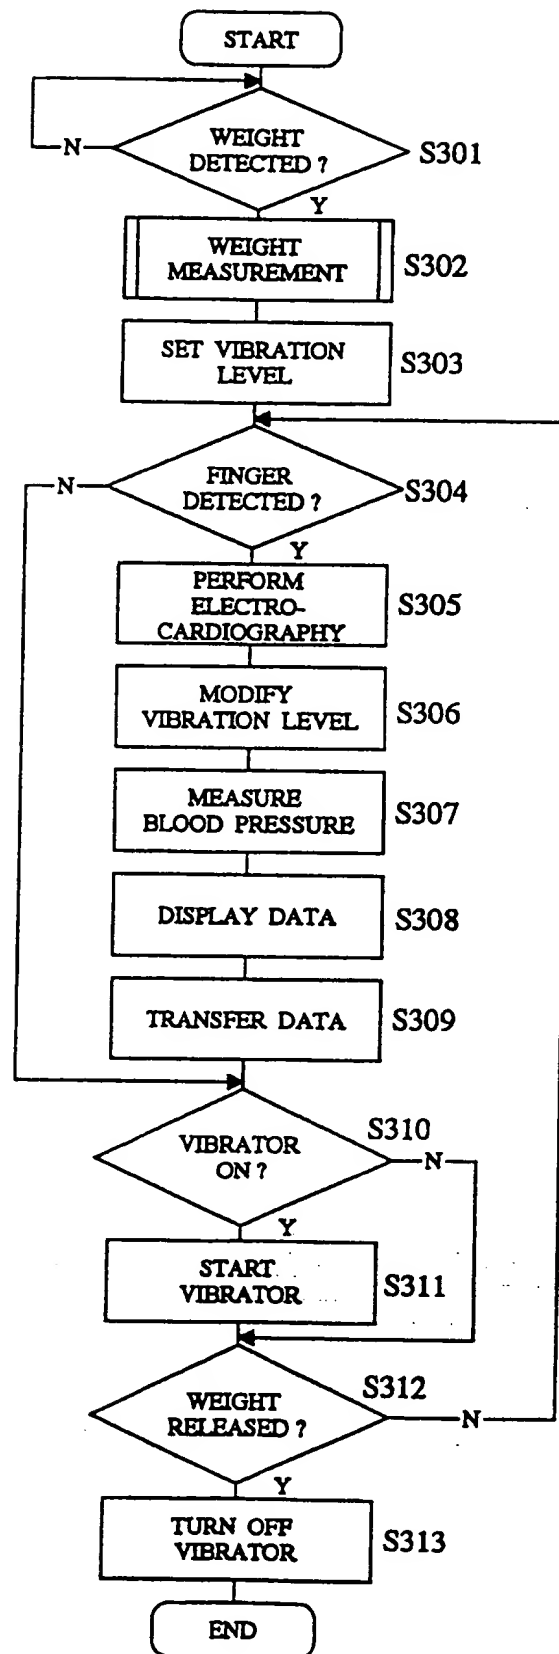 START
WEIGHT
DETECTED ?
N
S301
Y
WEIGHT
MEASUREMENT
S302
SET VIBRATION
LEVEL
S303
FINGER
DETECTED ?
N
S304
Y
PERFORM
ELECTRO-
CARDIOGRAPHY
S305
MODIFY
VIBRATION LEVEL
S306
MEASURE
BLOOD PRESSURE
S307
DISPLAY DATA
S308
TRANSFER DATA
S309
VIBRATOR
ON ?
S310
N
Y
START
VIBRATOR
S311
WEIGHT
RELEASED ?
S312
N
Y
TURN OFF
VIBRATOR
S313
END